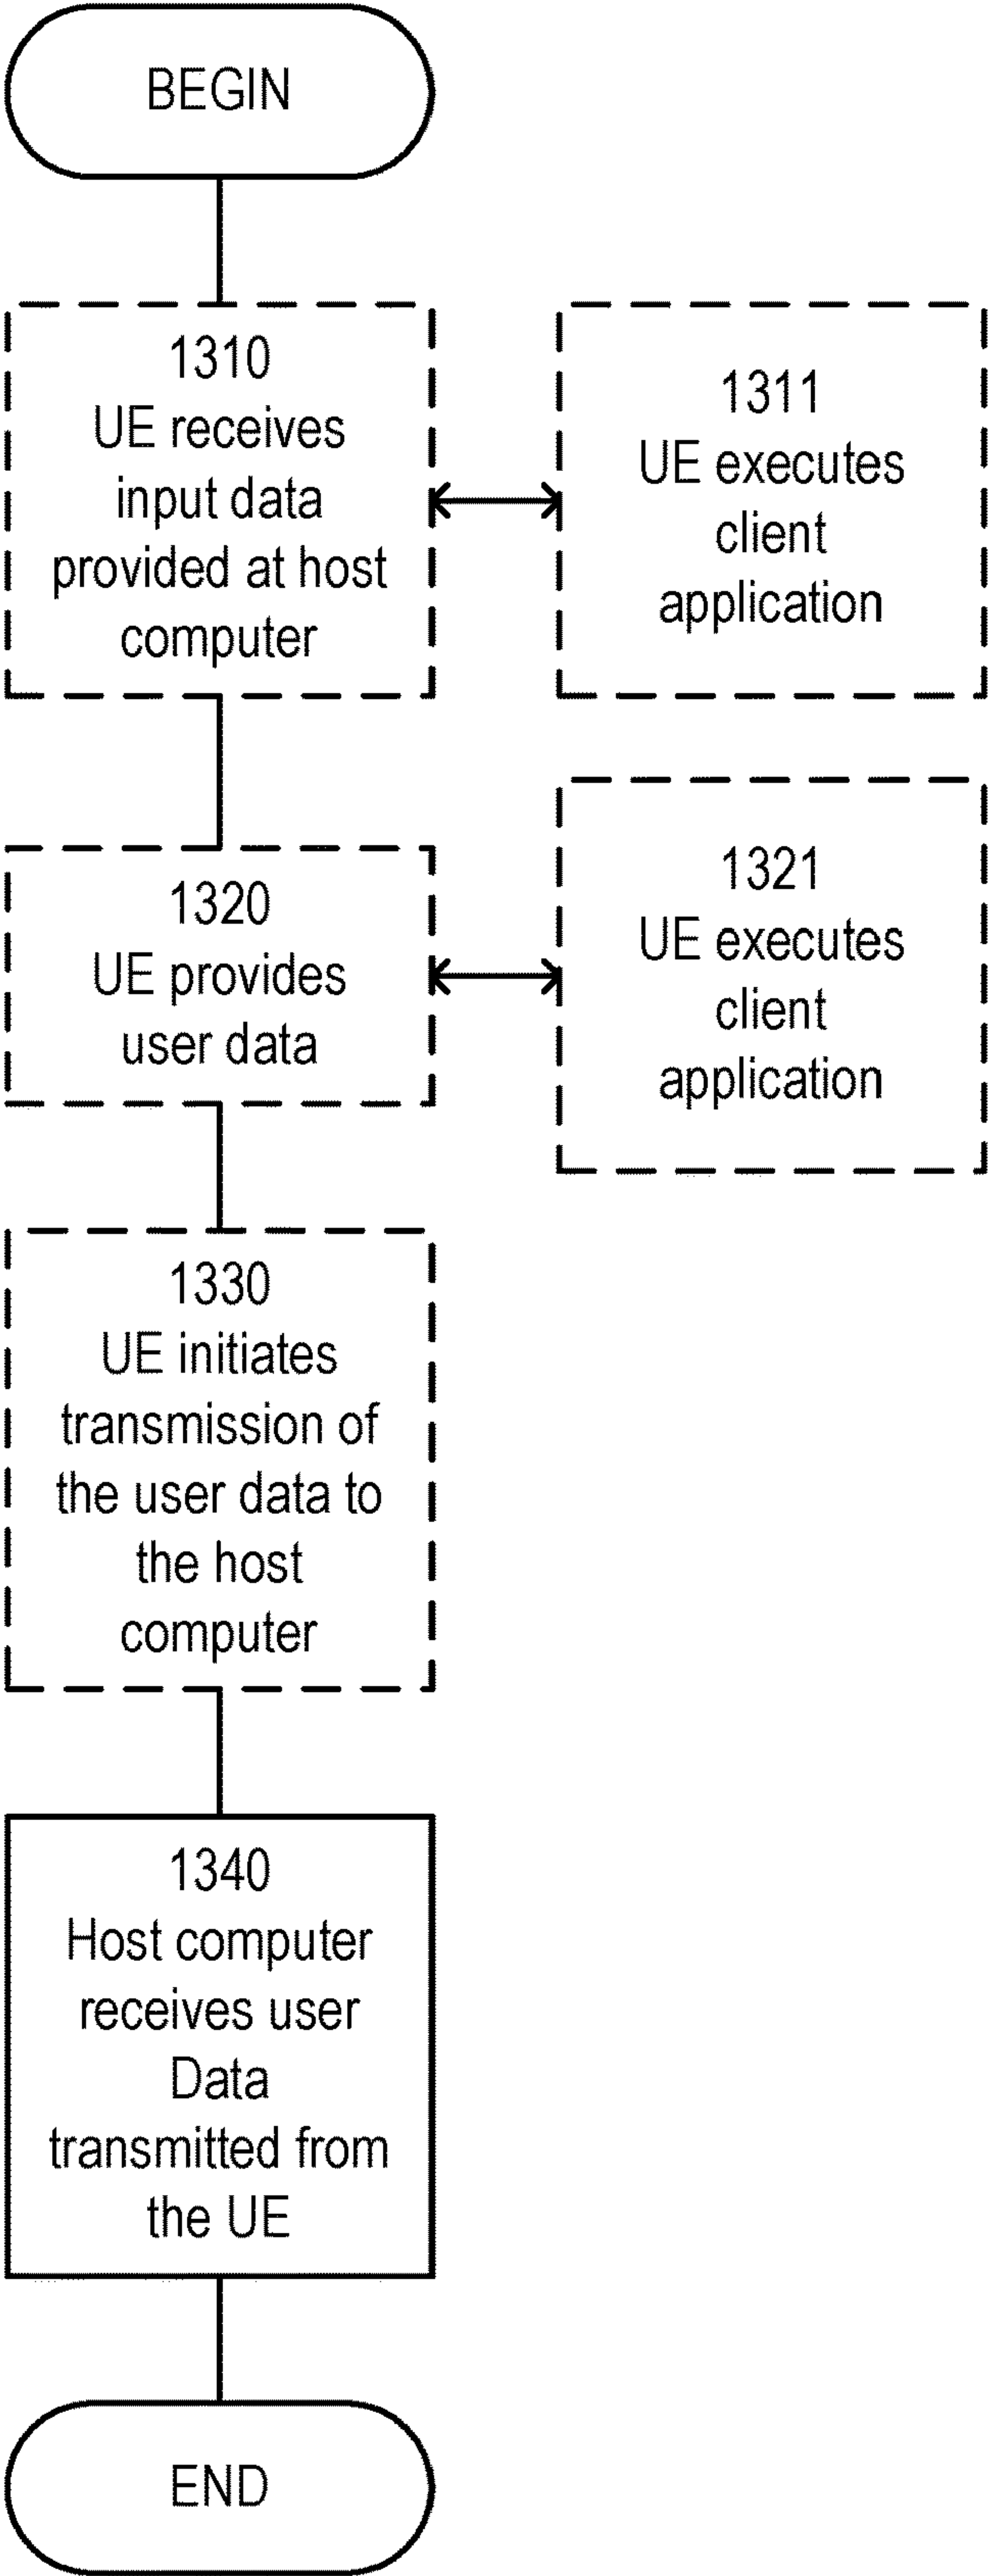 BEGIN
1310
UE receives
input data
provided at host
computer
1311
UE executes
client
application
1320
UE provides
user data
1321
UE executes
client
application
1330
UE initiates
transmission of
the user data to
the host
computer
1340
Host computer
receives user
Data
transmitted from
the UE
END